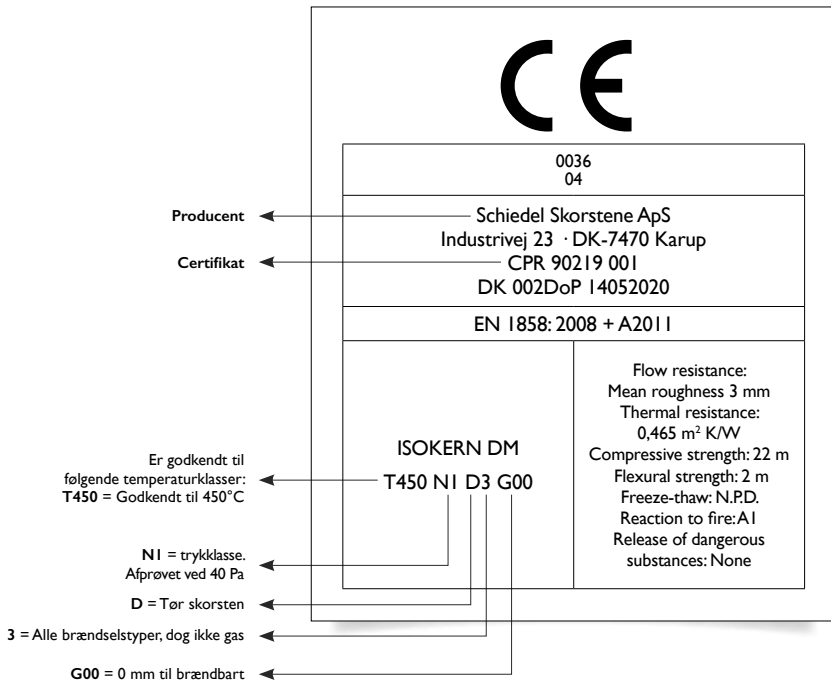 CE
0036
04
Producent
Schiedel Skorstene ApS
Industrivej 23 · DK-7470 Karup
Certifikat
CPR 90219 001
DK 002DoP 14052020
EN 1858: 2008 + A2011
ISOKERN DM
T450 N1 D3 G00
Flow resistance:
Mean roughness 3 mm
Thermal resistance:
0,465 m² K/W
Compressive strength: 22 m
Flexural strength: 2 m
Freeze-thaw: N.P.D.
Reaction to fire: A1
Release of dangerous
substances: None
Er godkendt til
følgende temperaturklasser:
T450 = Godkendt til 450°C
N1 = trykklasse.
Afprøvet ved 40 Pa
D = Tør skorsten
3 = Alle brændselstyper, dog ikke gas
G00 = 0 mm til brændbart